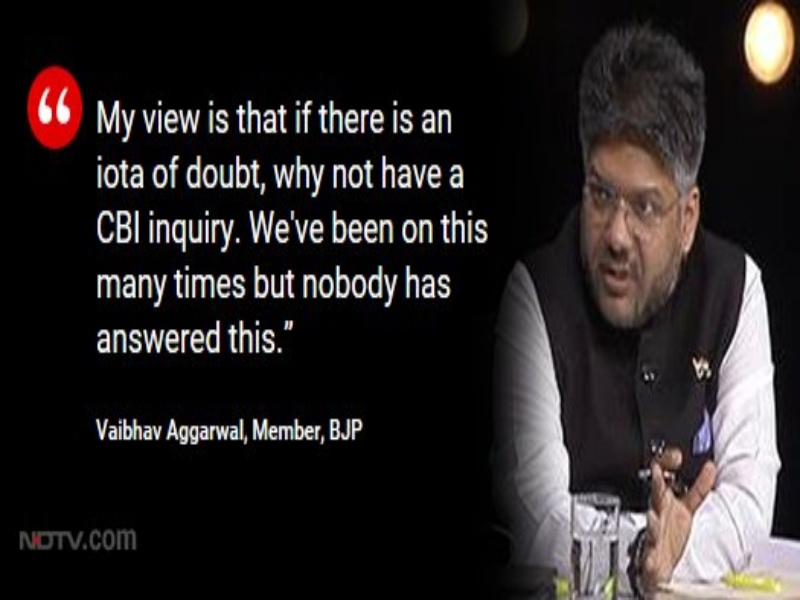 “
My view is that if there is an
iota of doubt, why not have a
CBI inquiry. We've been on this
many times but nobody has
answered this.”
Vaibhav Aggarwal, Member, BJP
NDTV.com